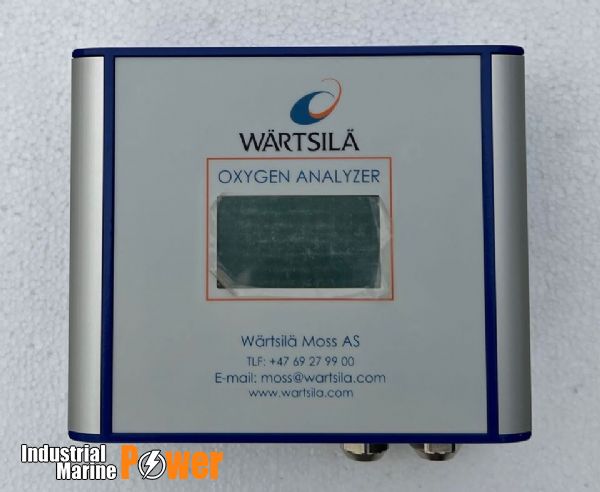 WÄRTSILÄ
OXYGEN ANALYZER
Wärtsilä Moss AS
TLF: +47 69 27 99 00
E-mail: moss@wartsila.com
www.wartsila.com
Industrial
Marine Power